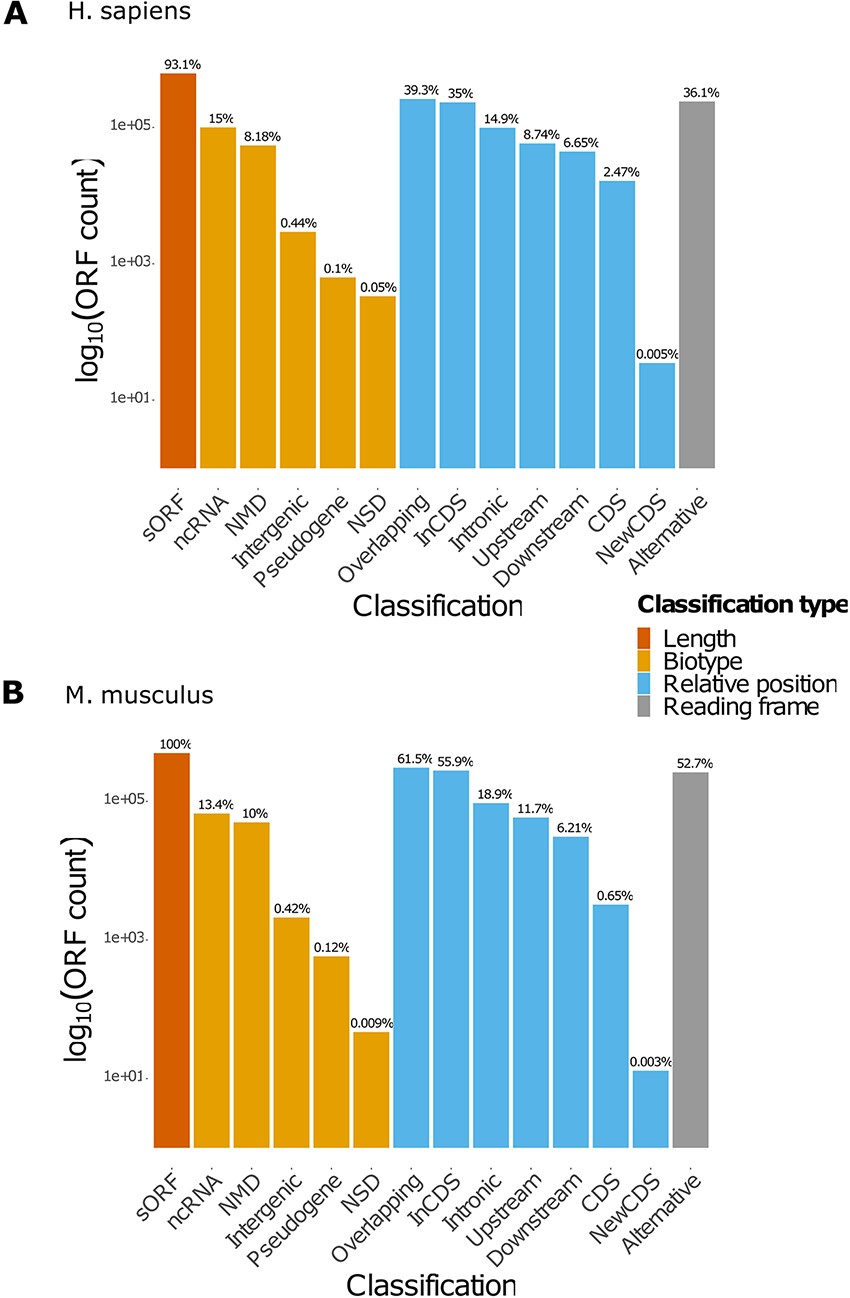 A H. sapiens
93.1% 15% 8.18% 0.44% 0.1% 0.05% 39.3% 35% 14.9% 8.74% 6.65% 2.47% 0.005% 36.1%
log10(ORF count)
1e+05
1e+03
1e+01
sORF ncRNA NMD Intergenic Pseudogene NSD Overlapping InCDS Intronic Upstream Downstream CDS NewCDS Alternative
Classification
Classification type
Length
Biotype
Relative position
Reading frame
B M. musculus
100% 13.4% 10% 0.42% 0.12% 0.009% 61.5% 55.9% 18.9% 11.7% 6.21% 0.65% 0.003% 52.7%
log10(ORF count)
1e+05
1e+03
1e+01
sORF ncRNA NMD Intergenic Pseudogene NSD Overlapping InCDS Intronic Upstream Downstream CDS NewCDS Alternative
Classification